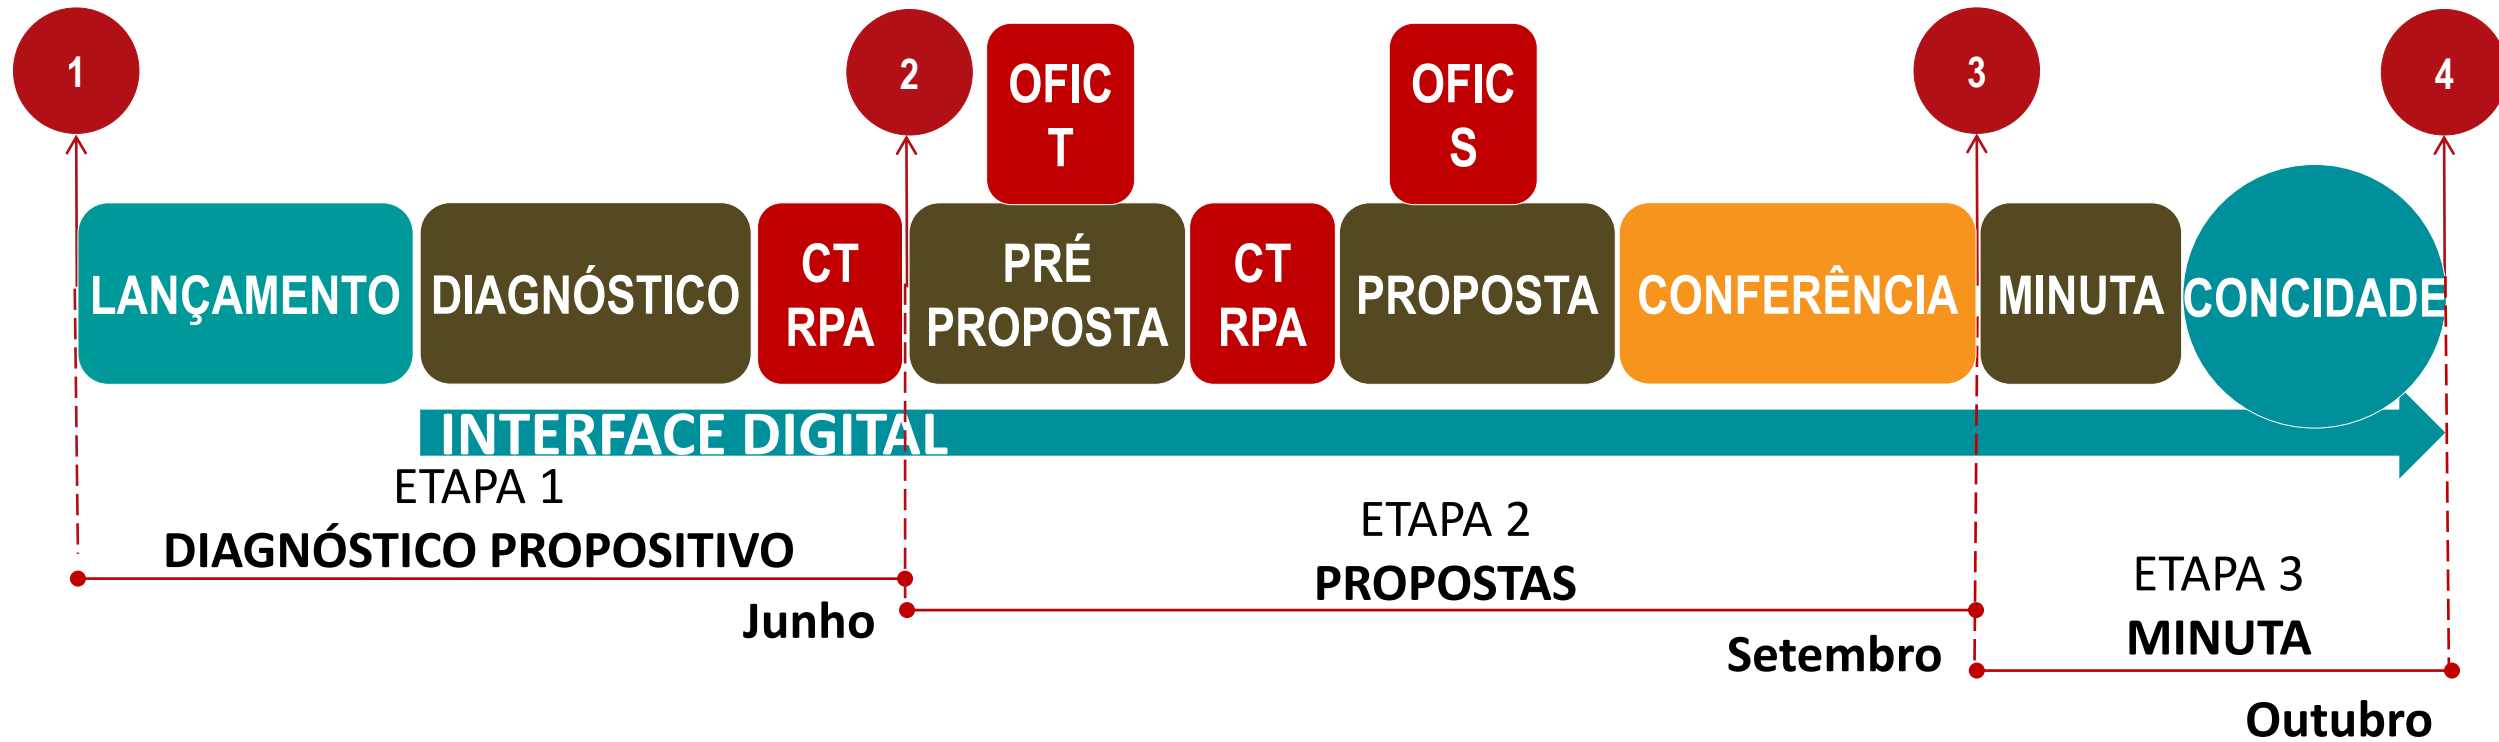 1
2
3
4
OFIC
T
OFIC
S
LANÇAMENTO
DIAGNÓSTICO
CT
RPA
PRÉ
PROPOSTA
CT
RPA
PROPOSTA
CONFERÊNCIA
MINUTA
CONCIDADE
INTERFACE DIGITAL
ETAPA 1
DIAGNÓSTICO PROPOSITIVO
Junho
ETAPA 2
PROPOSTAS
Setembro
ETAPA 3
MINUTA
Outubro